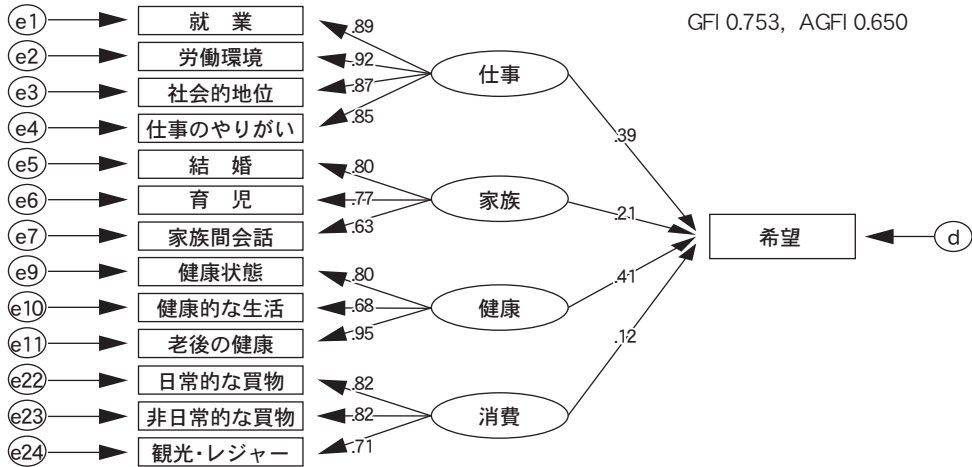 GFI 0.753, AGFI 0.650
e1 就 業 .89
e2 労働環境 .92 仕事
e3 社会的地位 .87
e4 仕事のやりがい .85
.39
e5 結 婚 .80
e6 育 児 .77 家族 .21
e7 家族間会話 .63
希望 d
e9 健康状態 .80
e10 健康的な生活 .68 健康 .41
e11 老後の健康 .95
.12
e22 日常的な買物 .82
e23 非日常的な買物 .82 消費
e24 観光・レジャー .71